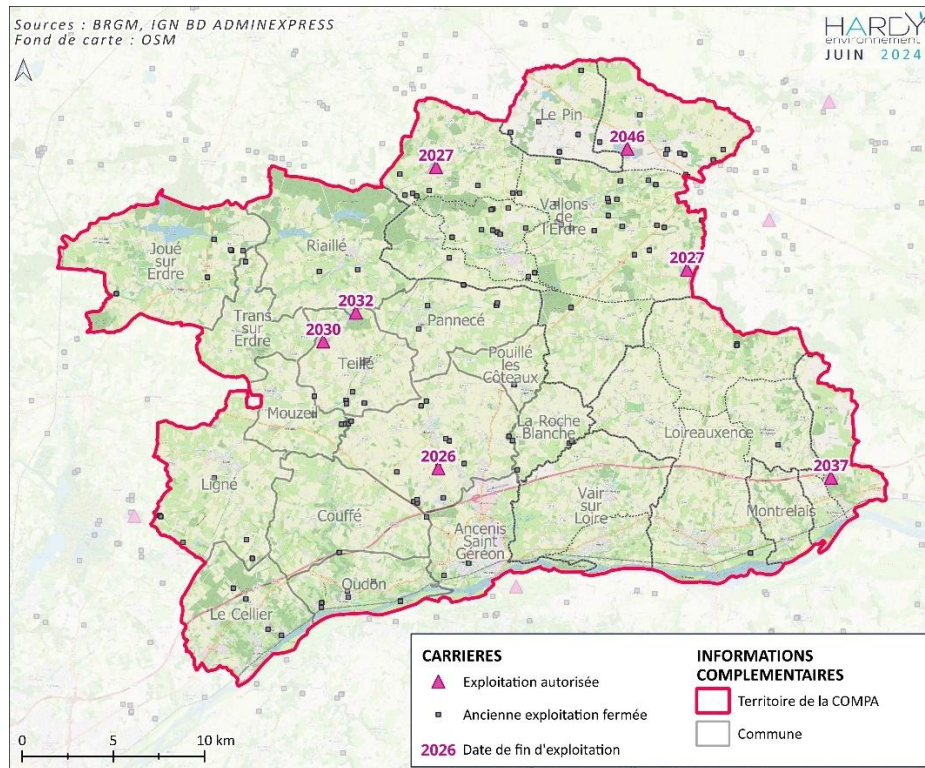 Sources : BRGM, IGN BD ADMINEXPRESS
Fond de carte : OSM
HARDY
environnement
JUIN 2024
Le Pin
2046
2027
Vallons
de
l'Erdre
Joué
sur
Erdre
Riaillé
2027
2032
Trans
sur
Erdre
2030
Pannecé
Teillé
Pouillé
les
Côteaux
Mouzeil
La Roche
Blanche
Loireauxence
2026
2037
Ligné
Couffé
Vair
sur
Loire
Montrelais
Ancenis
Saint
Géréon
Oudon
Le Cellier
0 5 10 km
CARRIERES
Exploitation autorisée
Ancienne exploitation fermée
2026 Date de fin d'exploitation
INFORMATIONS
COMPLEMENTAIRES
Territoire de la COMPA
Commune